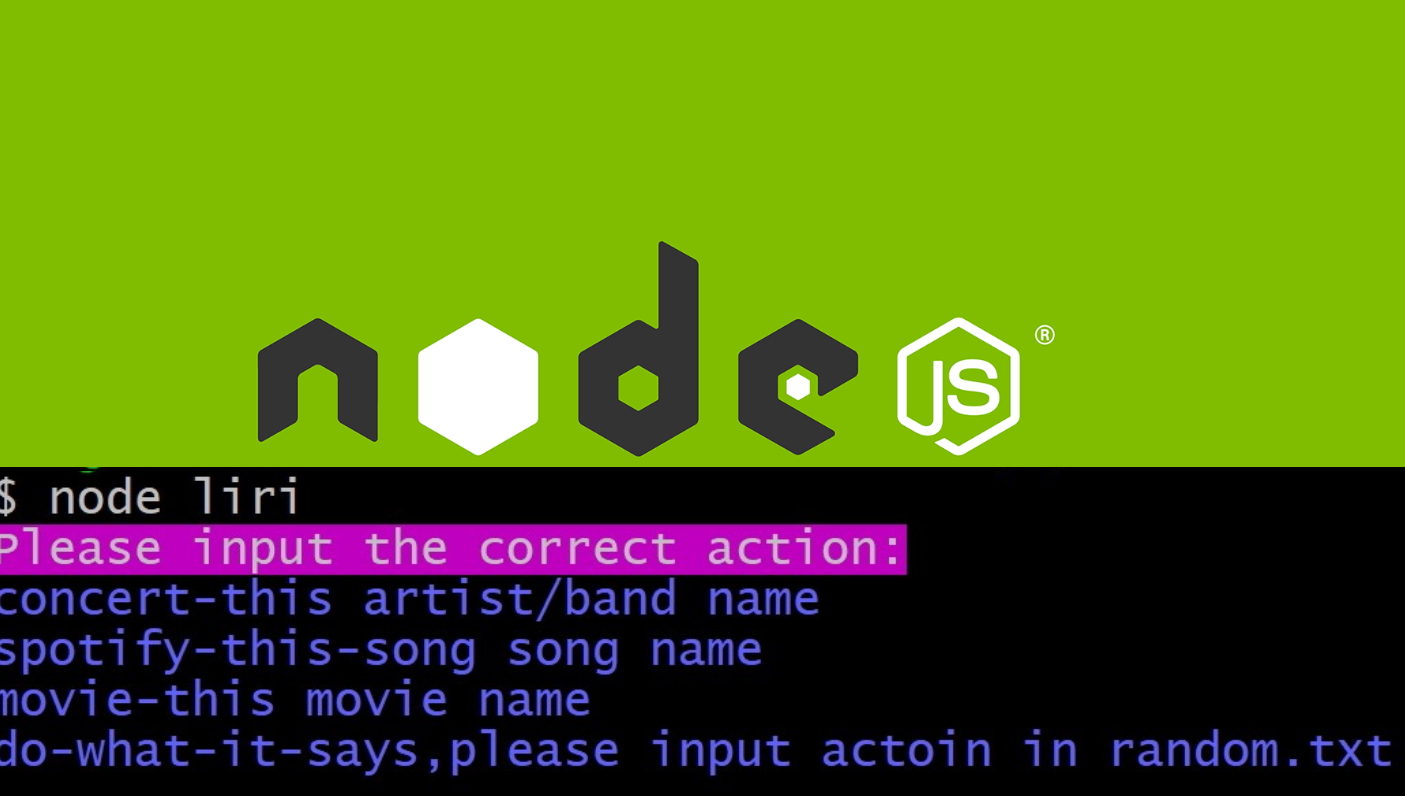 node JS ®
$ node liri
Please input the correct action:
concert-this artist/band name
spotify-this-song song name
movie-this movie name
do-what-it-says,please input actoin in random.txt